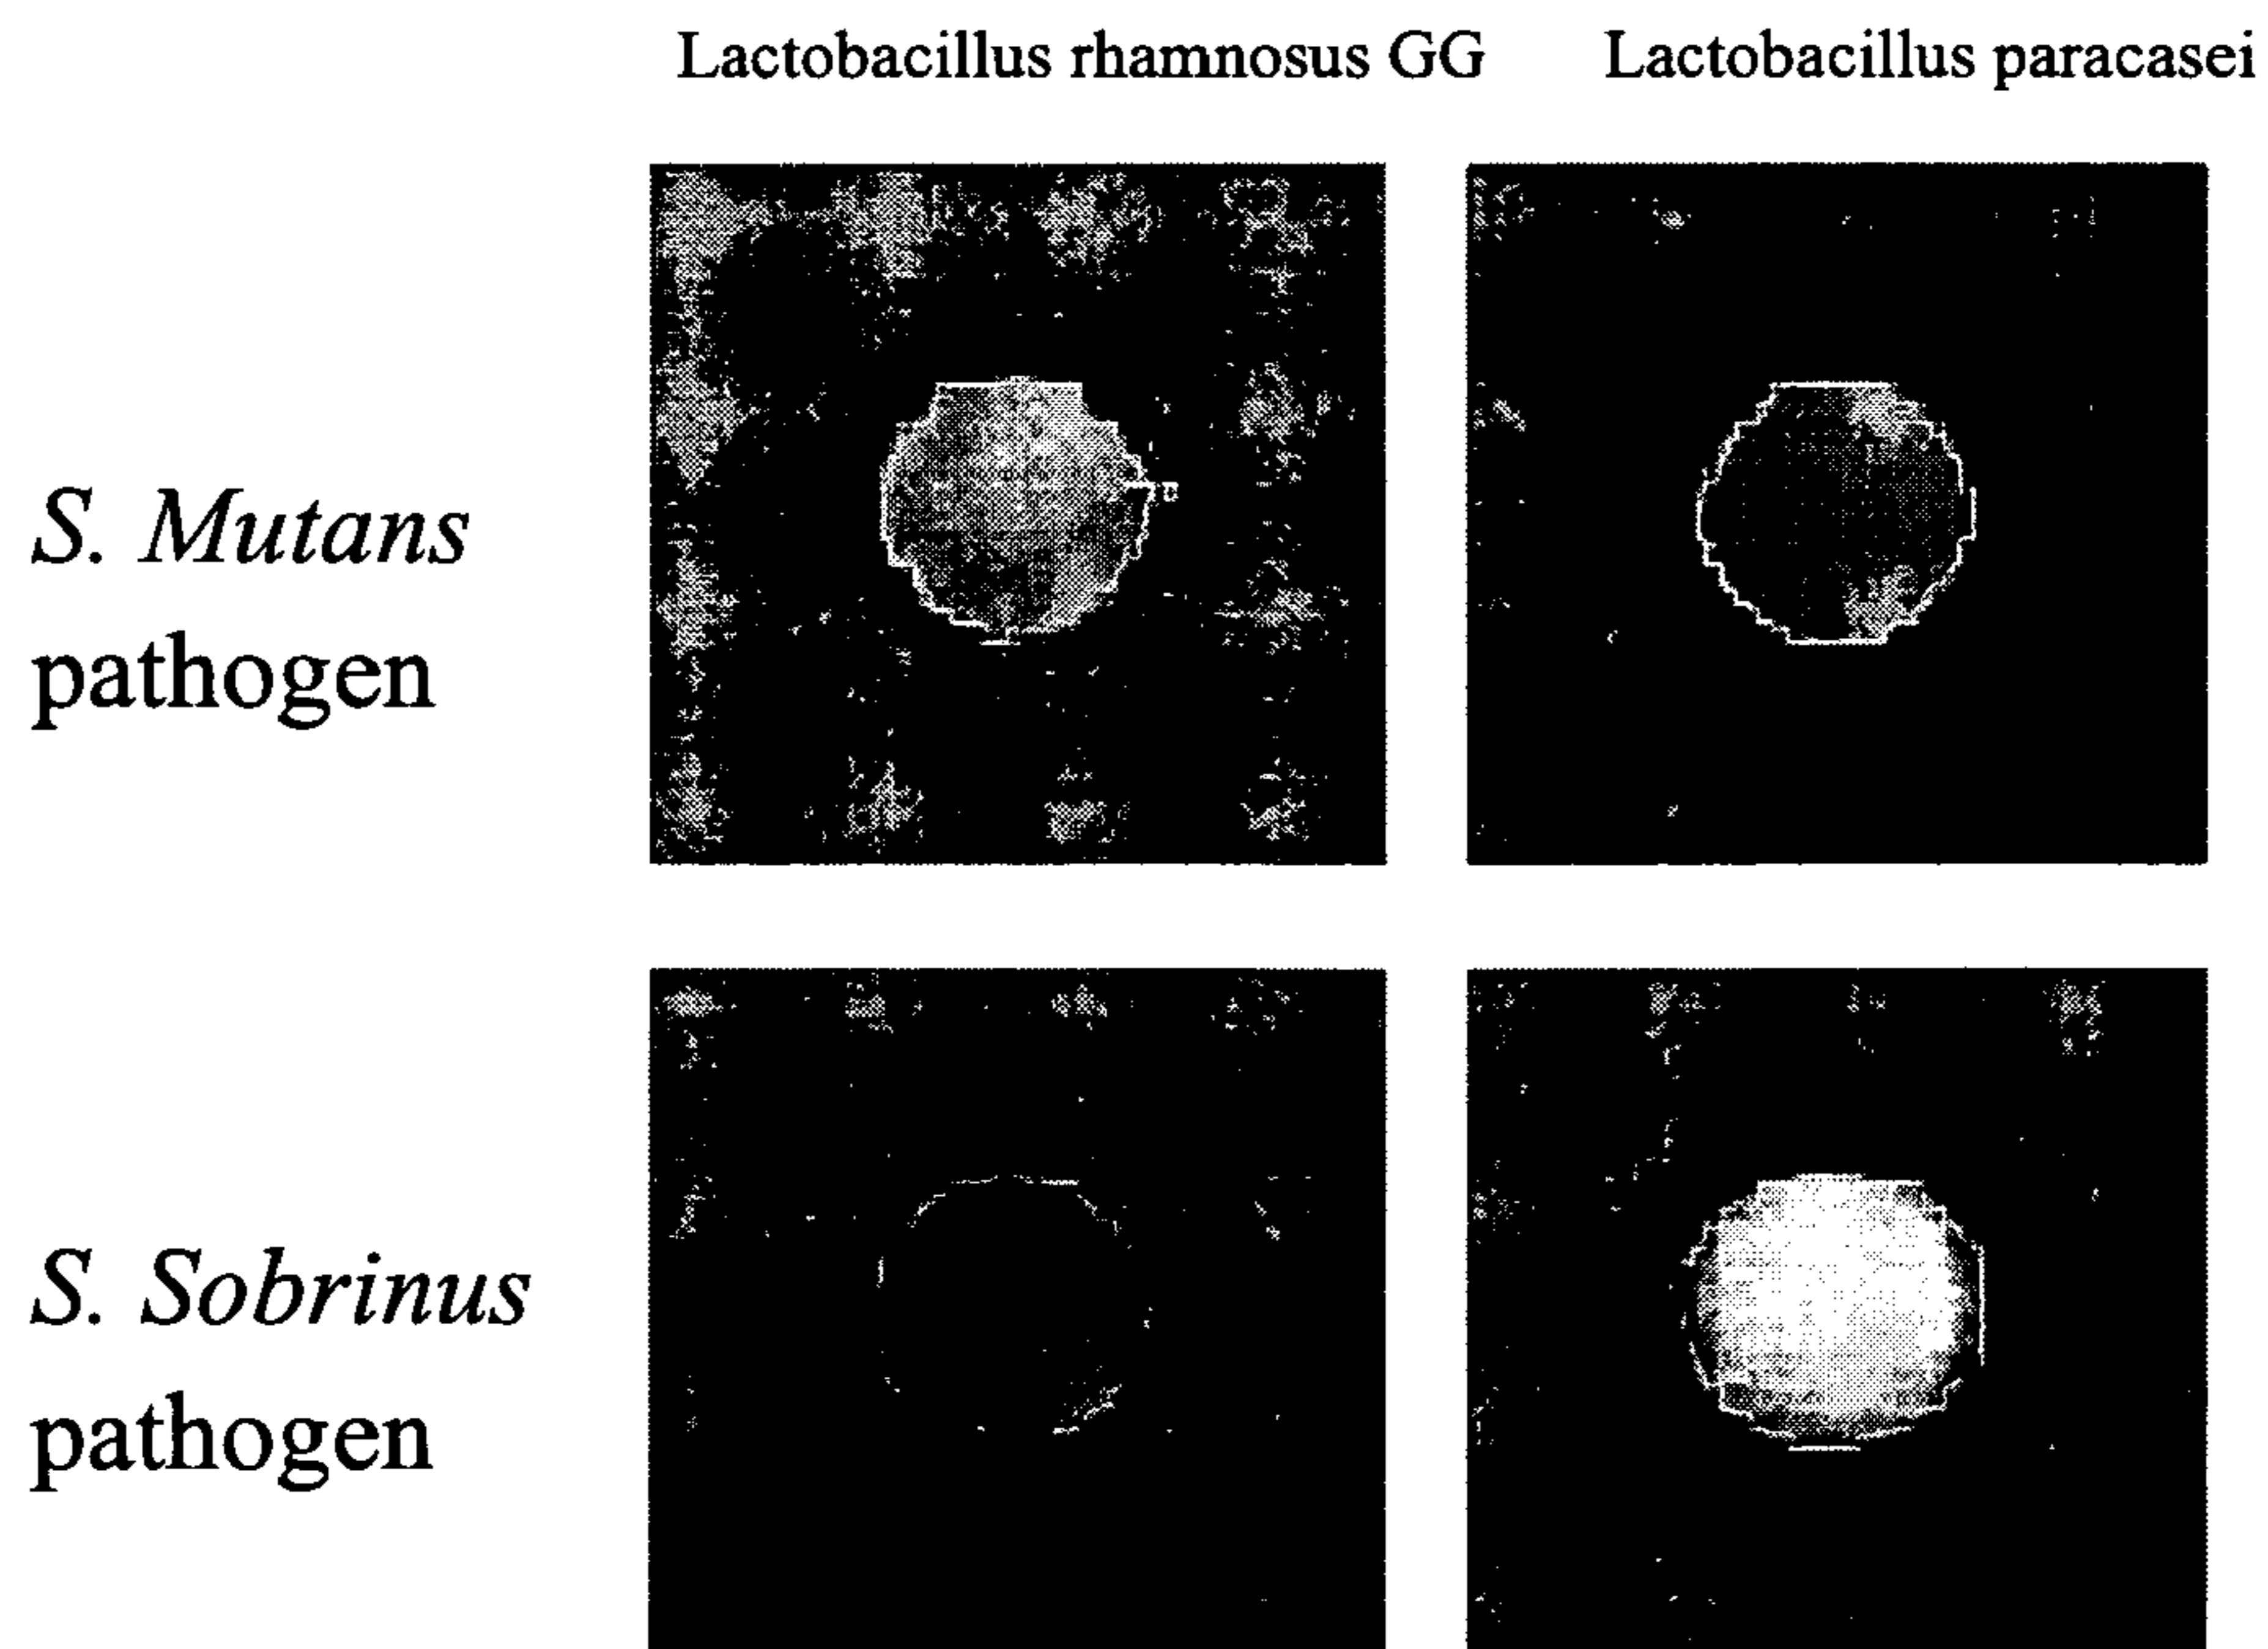 Lactobacillus rhamnosus GG Lactobacillus paracasei
S. Mutans
pathogen
S. Sobrinus
pathogen